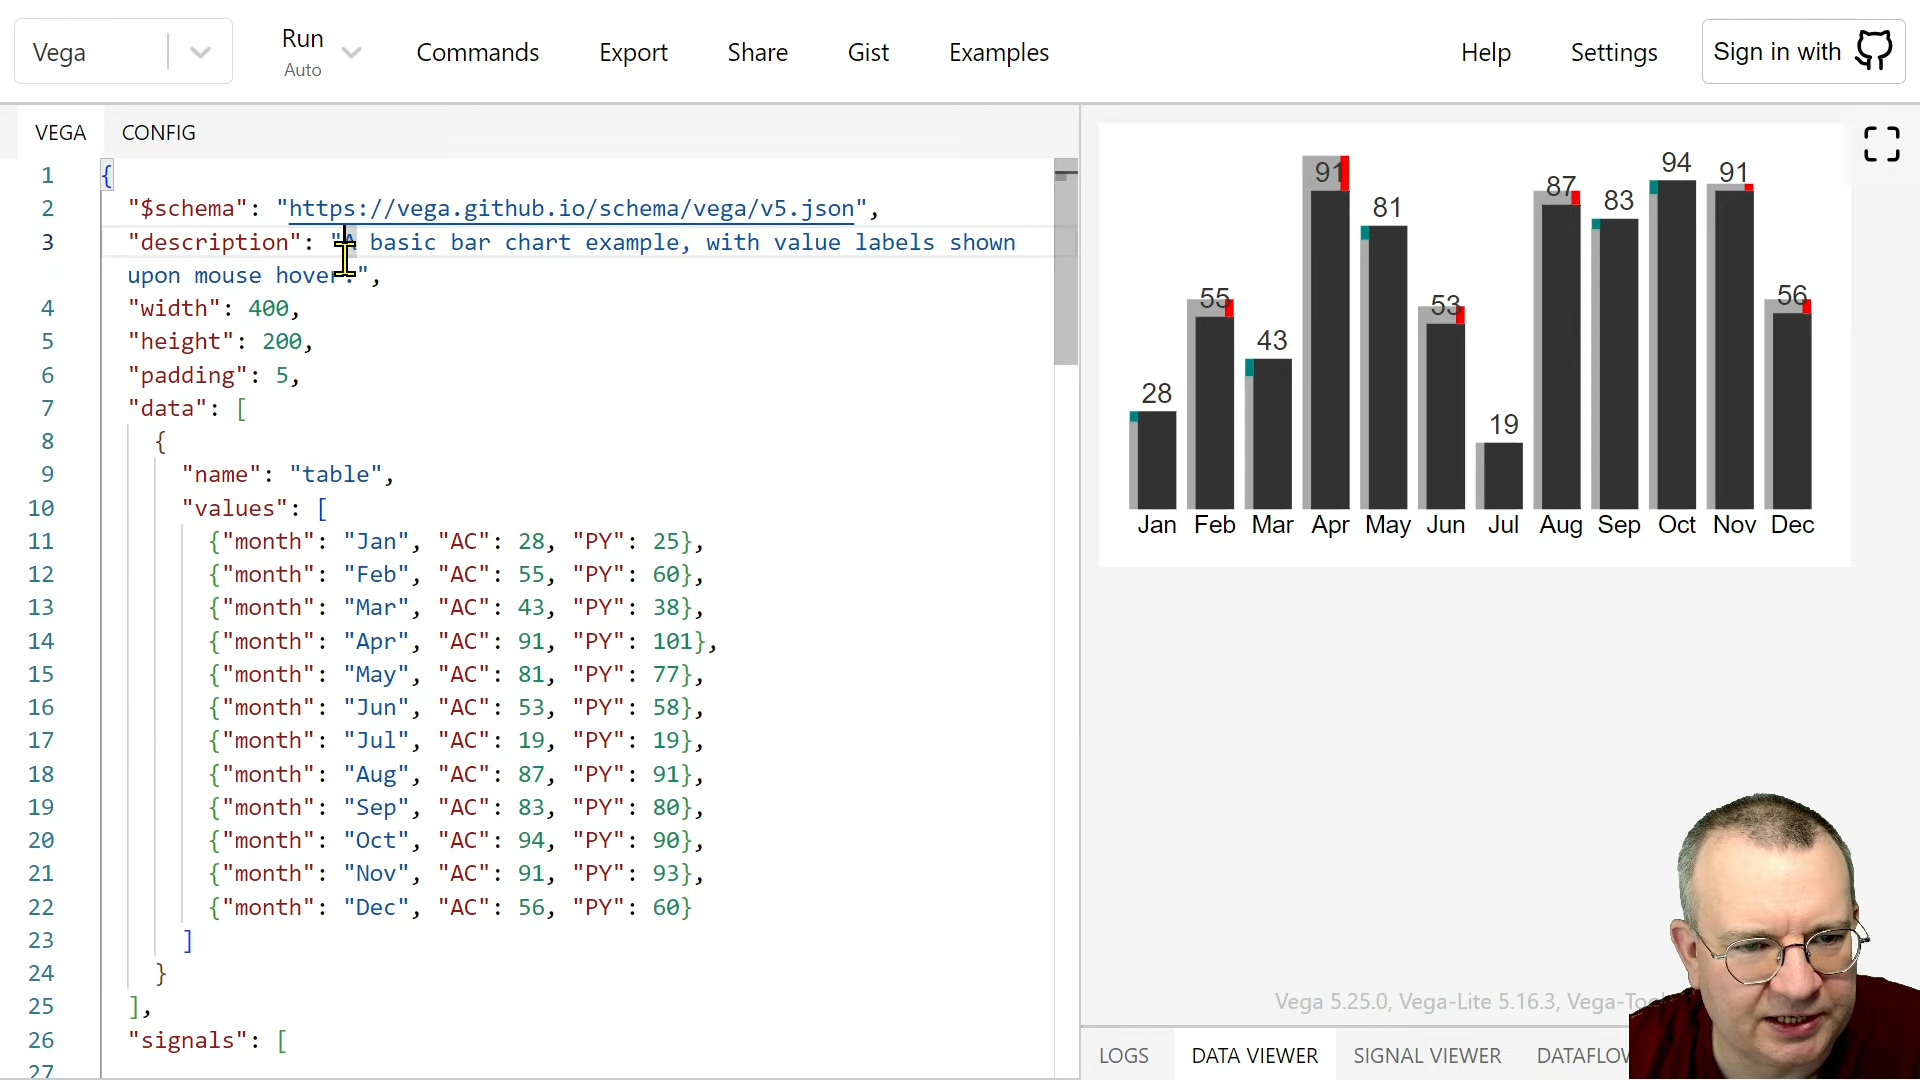 Vega
Run
Auto
Commands
Export
Share
Gist
Examples
Help
Settings
Sign in with
VEGA
CONFIG
1 {
2 "$schema": "https://vega.github.io/schema/vega/v5.json",
3 "description": "A basic bar chart example, with value labels shown
upon mouse hover.",
4 "width": 400,
5 "height": 200,
6 "padding": 5,
7 "data": [
8 {
9 "name": "table",
10 "values": [
11 {"month": "Jan", "AC": 28, "PY": 25},
12 {"month": "Feb", "AC": 55, "PY": 60},
13 {"month": "Mar", "AC": 43, "PY": 38},
14 {"month": "Apr", "AC": 91, "PY": 101},
15 {"month": "May", "AC": 81, "PY": 77},
16 {"month": "Jun", "AC": 53, "PY": 58},
17 {"month": "Jul", "AC": 19, "PY": 19},
18 {"month": "Aug", "AC": 87, "PY": 91},
19 {"month": "Sep", "AC": 83, "PY": 80},
20 {"month": "Oct", "AC": 94, "PY": 90},
21 {"month": "Nov", "AC": 91, "PY": 93},
22 {"month": "Dec", "AC": 56, "PY": 60}
23 ]
24 }
25 ],
26 "signals": [
27
28 55 43 91 81 53 19 87 83 94 91 56
Jan Feb Mar Apr May Jun Jul Aug Sep Oct Nov Dec
Vega 5.25.0, Vega-Lite 5.16.3,
LOGS
DATA VIEWER
SIGNAL VIEWER